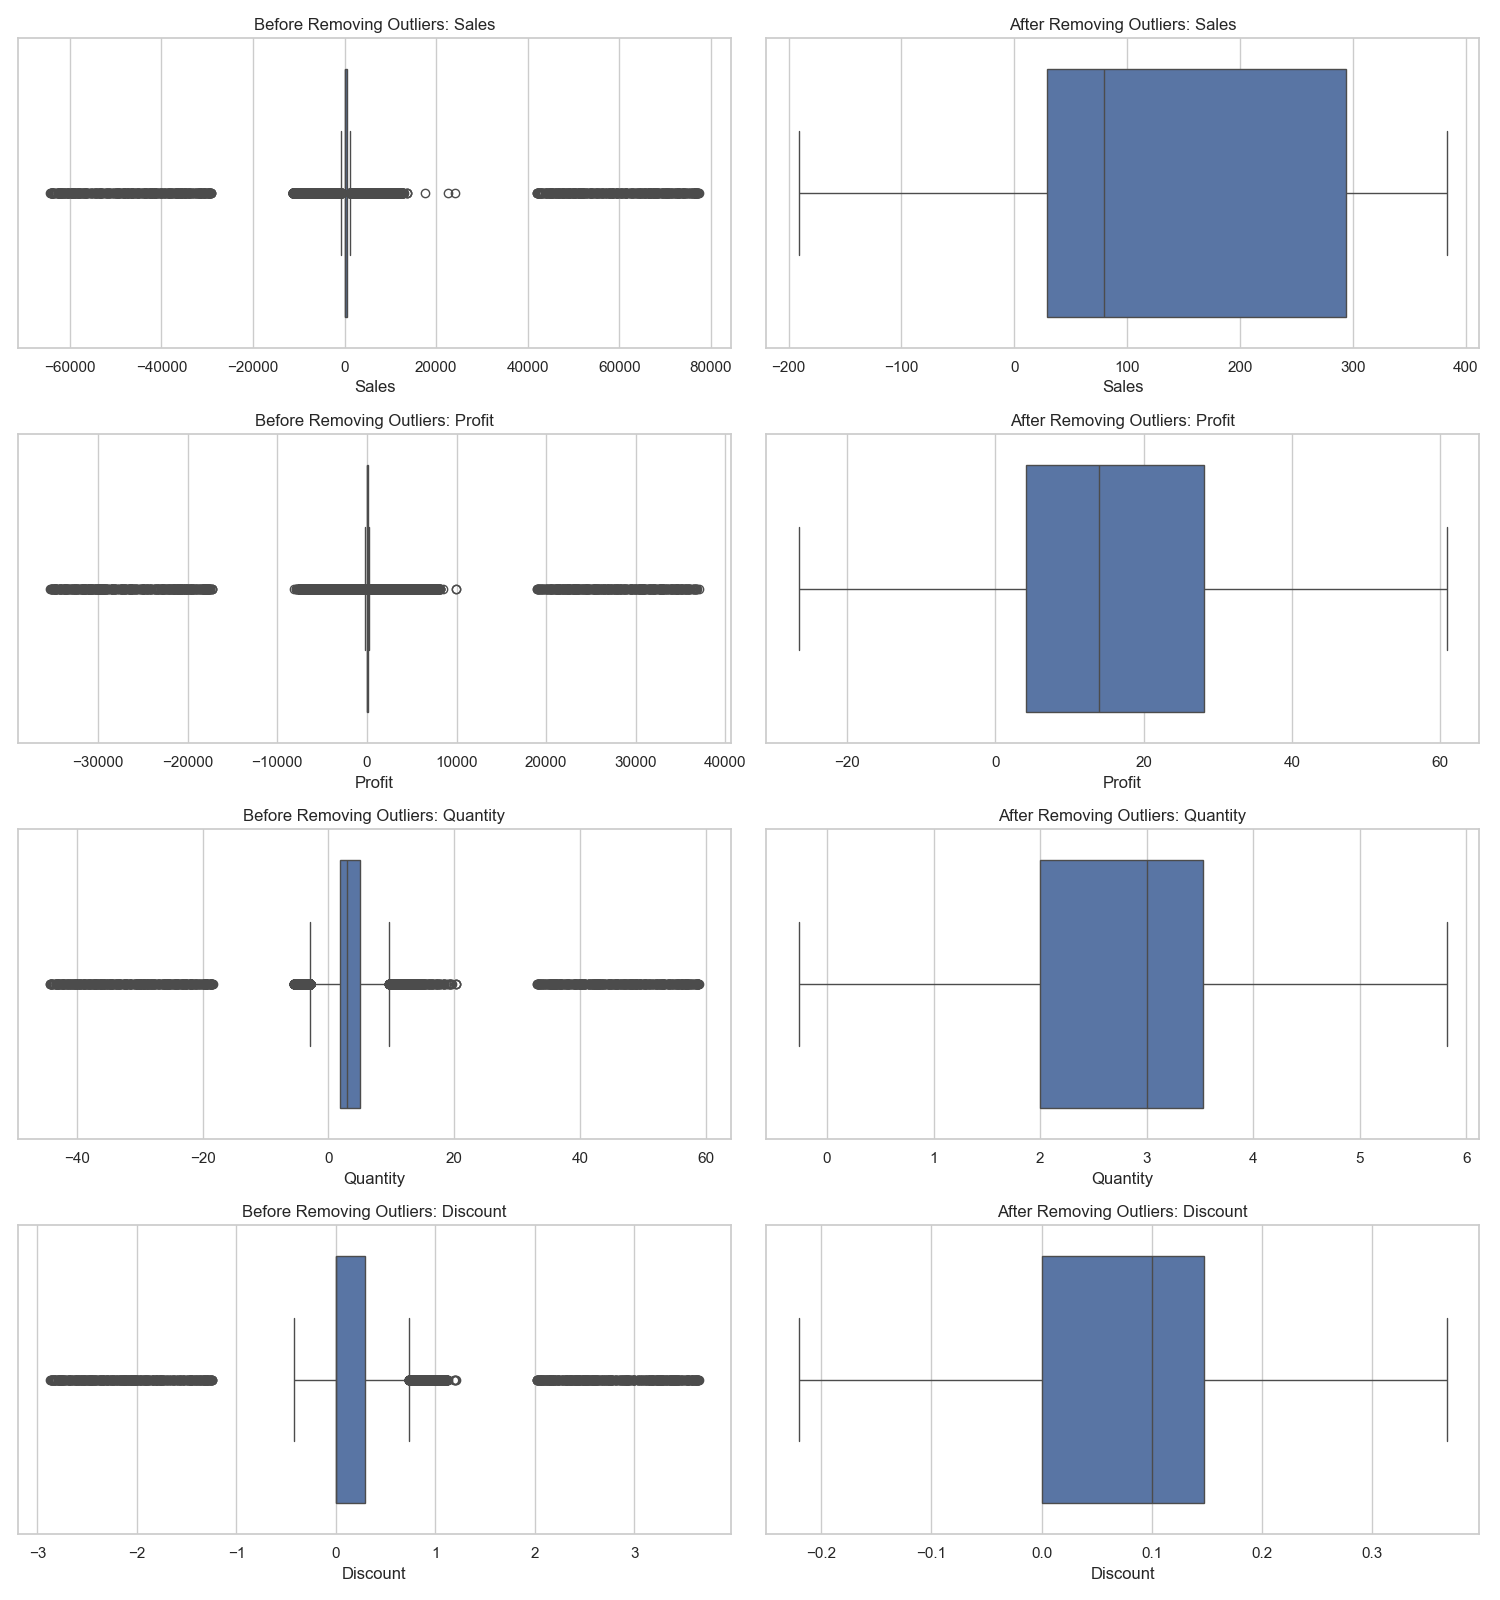 Before Removing Outliers: Sales
−60000 −40000 −20000 0 20000 40000 60000 80000
Sales
After Removing Outliers: Sales
−200 −100 0 100 200 300 400
Sales
Before Removing Outliers: Profit
−30000 −20000 −10000 0 10000 20000 30000 40000
Profit
After Removing Outliers: Profit
−20 0 20 40 60
Profit
Before Removing Outliers: Quantity
−40 −20 0 20 40 60
Quantity
After Removing Outliers: Quantity
0 1 2 3 4 5 6
Quantity
Before Removing Outliers: Discount
−3 −2 −1 0 1 2 3
Discount
After Removing Outliers: Discount
−0.2 −0.1 0.0 0.1 0.2 0.3
Discount